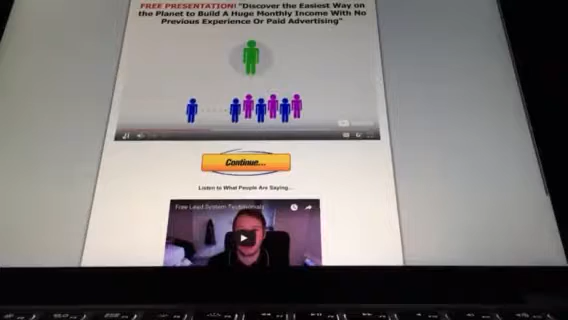 FREE PRESENTATION! "Discover the Easiest Way on
the Planet to Build A Huge Monthly Income With No
Previous Experience Or Paid Advertising"
Continue...
Listen to What People Are Saying...
Free Lead System Testimonials